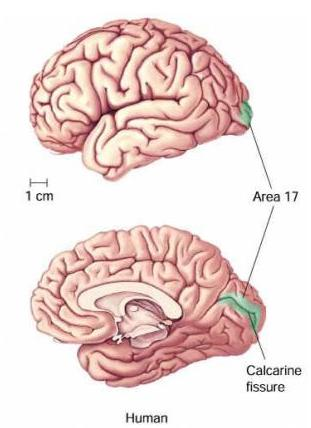 1 cm
Area 17
Calcarine
fissure
Human